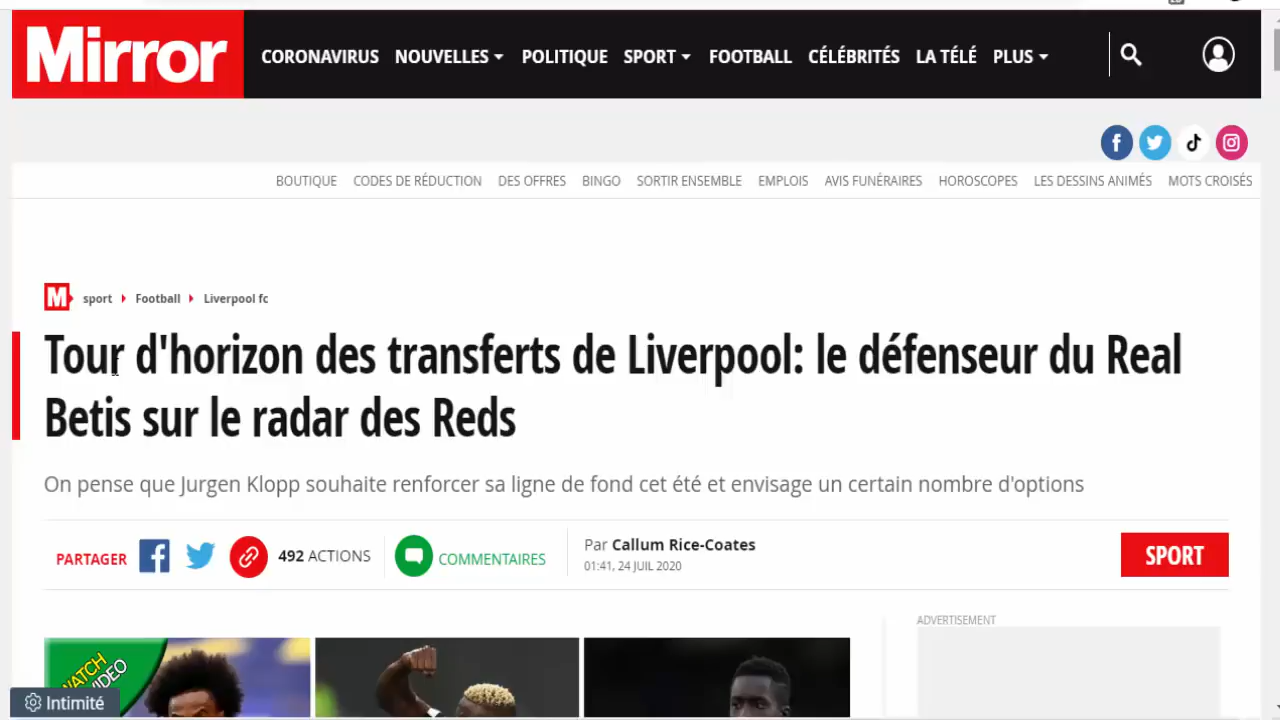 Mirror
CORONAVIRUS NOUVELLES POLITIQUE SPORT FOOTBALL CÉLÉBRITÉS LA TÉLÉ PLUS
BOUTIQUE CODES DE RÉDUCTION DES OFFRES BINGO SORTIR ENSEMBLE EMPLOIS AVIS FUNÉRAIRES HOROSCOPES LES DESSINS ANIMÉS MOTS CROISÉS
M sport Football Liverpool fc
Tour d'horizon des transferts de Liverpool: le défenseur du Real
Betis sur le radar des Reds
On pense que Jurgen Klopp souhaite renforcer sa ligne de fond cet été et envisage un certain nombre d'options
PARTAGER 492 ACTIONS COMMENTAIRES
Par Callum Rice-Coates
01:41, 24 JUIL 2020
SPORT
ADVERTISEMENT
WATCH
VIDEO
Intimité